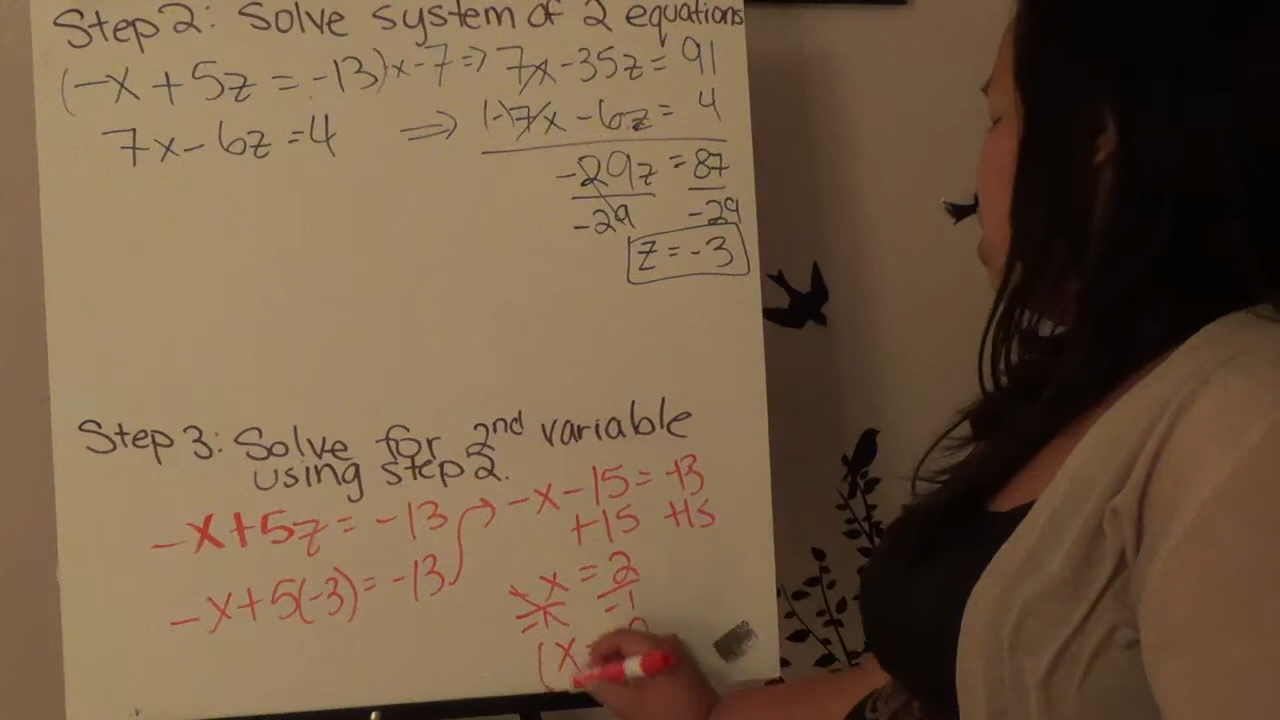 Step 2: Solve system of 2 equations
(-x + 5z = -13) x -7 => 7x - 35z = 91
7x - 6z = 4 => (-)7x - 6z = 4
-29z = 87
-29 -29
z = -3
Step 3: Solve for 2nd variable
using step 2.
-x + 5z = -13
-x + 5(-3) = -13
-x - 15 = -13
+15 +15
-x = 2
-1
(x